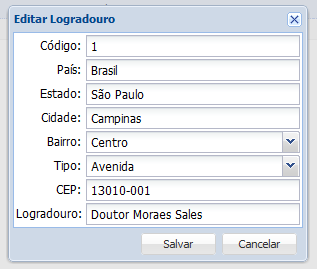 Editar Logradouro
Código: 1
País: Brasil
Estado: São Paulo
Cidade: Campinas
Bairro: Centro
Tipo: Avenida
CEP: 13010-001
Logradouro: Doutor Moraes Sales
Salvar Cancelar